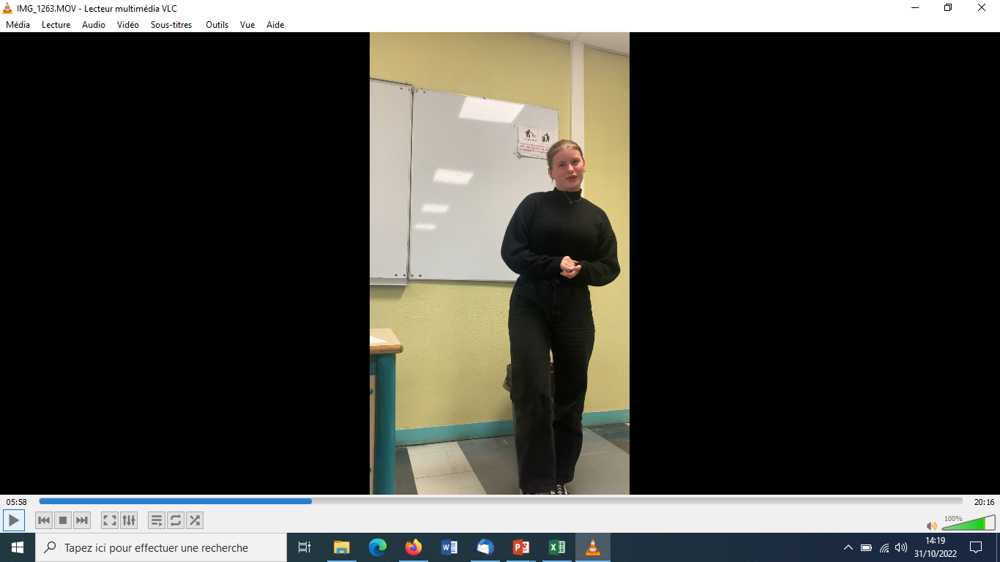 IMG_1263.MOV - Lecteur multimédia VLC
Média Lecture Audio Vidéo Sous-titres Outils Vue Aide
05:58
20:16
100%
Tapez ici pour effectuer une recherche
14:19
31/10/2022